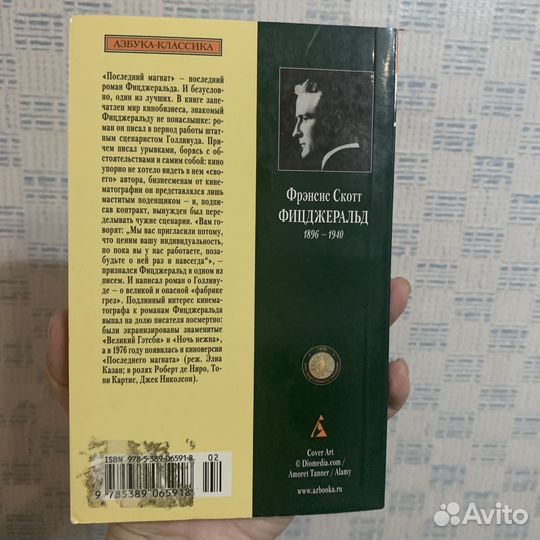 АЗБУКА-КЛАССИКА
«Последний магнат» – последний
роман Фицджеральда. И безуслов-
но, один из лучших. В книге запе-
чатлен мир кинобизнеса, знакомый
Фицджеральду не понаслышке: ро-
ман он писал в период работы штат-
ным сценаристом Голливуда. При-
чем писал урывками, борясь с об-
стоятельствами и самим собой: кино
упорно не хотело видеть в нем «сво-
его» автора, бизнесменам от кине-
матографии он представлялся лишь
маститым поденщиком – и, подпи-
сав контракт, вынужден был пере-
делывать чужие сценарии. «Вам го-
ворят: „Мы вас пригласили потому,
что ценим вашу индивидуальность,
но пока вы у нас работаете, поза-
будьте о ней раз и навсегда“», –
признался Фицджеральд в одном из
писем. И написал роман о Голливу-
де – о великой и опасной «фабрике
грез». Подлинный интерес кинема-
тографа к романам Фицджеральда
выпал на долю писателя посмертно:
были экранизированы знаменитые
«Великий Гэтсби» и «Ночь нежна»,
а в 1976 году появилась и киноверсия
«Последнего магната» (реж. Элиа
Казан; в ролях Роберт де Ниро, То-
ни Кертис, Джек Николсон).
ISBN 978-5-389-06591-8
02
9 785389 065918
Фрэнсис Скотт
ФИЦДЖЕРАЛЬД
1896 – 1940
Cover Art
© Diomedia.com /
Amoret Tanner / Alamy
www.azbooka.ru
Avito